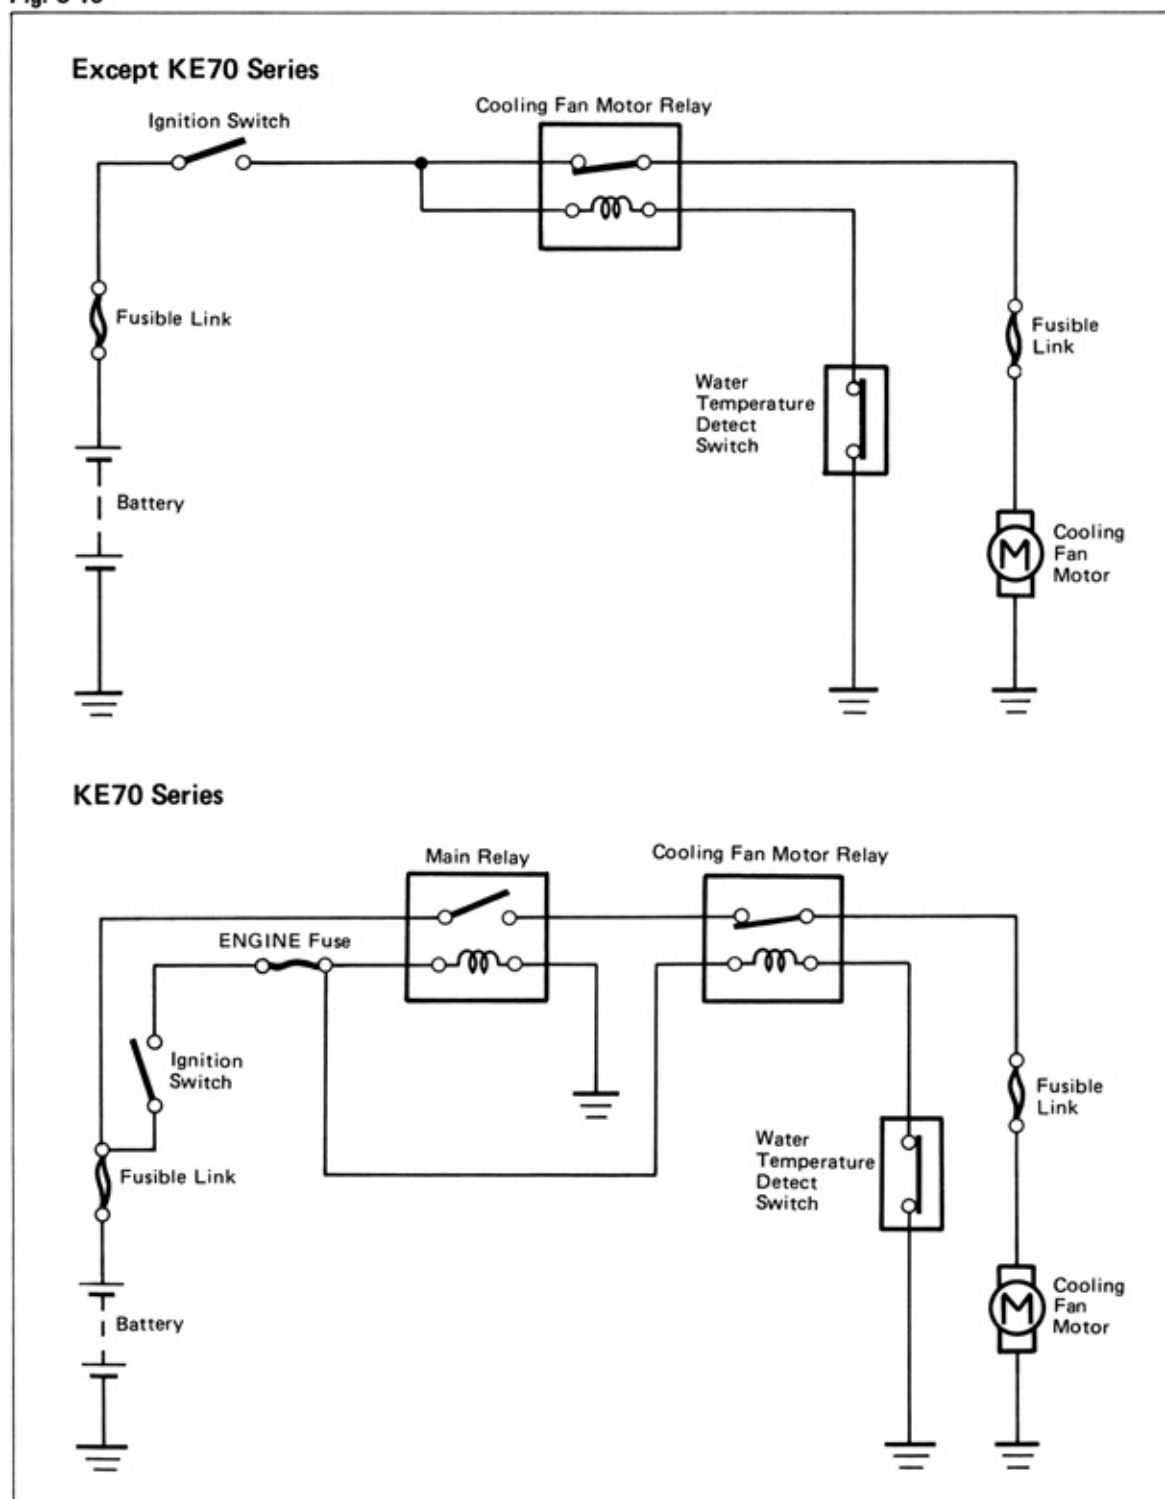 Except KE70 Series
Cooling Fan Motor Relay
Ignition Switch
Fusible Link
Fusible
Link
Water
Temperature
Detect
Switch
Battery
M
Cooling
Fan
Motor
KE70 Series
Main Relay
Cooling Fan Motor Relay
ENGINE Fuse
Ignition
Switch
Fusible
Link
Water
Temperature
Detect
Switch
Fusible Link
M
Cooling
Fan
Motor
Battery